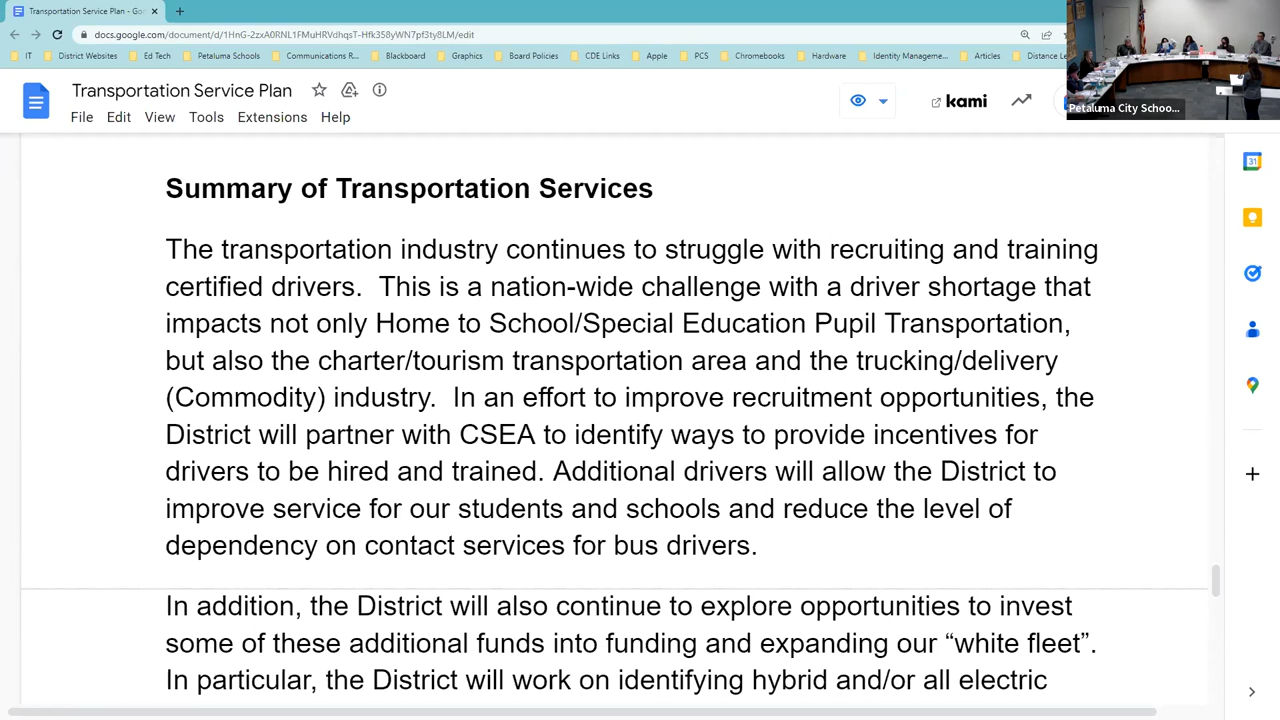 Transportation Service Plan - Go
docs.google.com/document/d/1HnG-2zxA0RNL1FMuHRVdhqsT-Hfk358yWN7pf3ty8LM/edit
IT District Websites Ed Tech Petaluma Schools Communications R... Blackboard Graphics Board Policies CDE Links Apple PCS Chromebooks Hardware Identity Manageme... Articles Distance Le
Petaluma City Schoo...
Transportation Service Plan
kami
File Edit View Tools Extensions Help
31
Summary of Transportation Services
The transportation industry continues to struggle with recruiting and training
certified drivers. This is a nation-wide challenge with a driver shortage that
impacts not only Home to School/Special Education Pupil Transportation,
but also the charter/tourism transportation area and the trucking/delivery
(Commodity) industry. In an effort to improve recruitment opportunities, the
District will partner with CSEA to identify ways to provide incentives for
drivers to be hired and trained. Additional drivers will allow the District to
improve service for our students and schools and reduce the level of
dependency on contact services for bus drivers.
In addition, the District will also continue to explore opportunities to invest
some of these additional funds into funding and expanding our “white fleet”.
In particular, the District will work on identifying hybrid and/or all electric